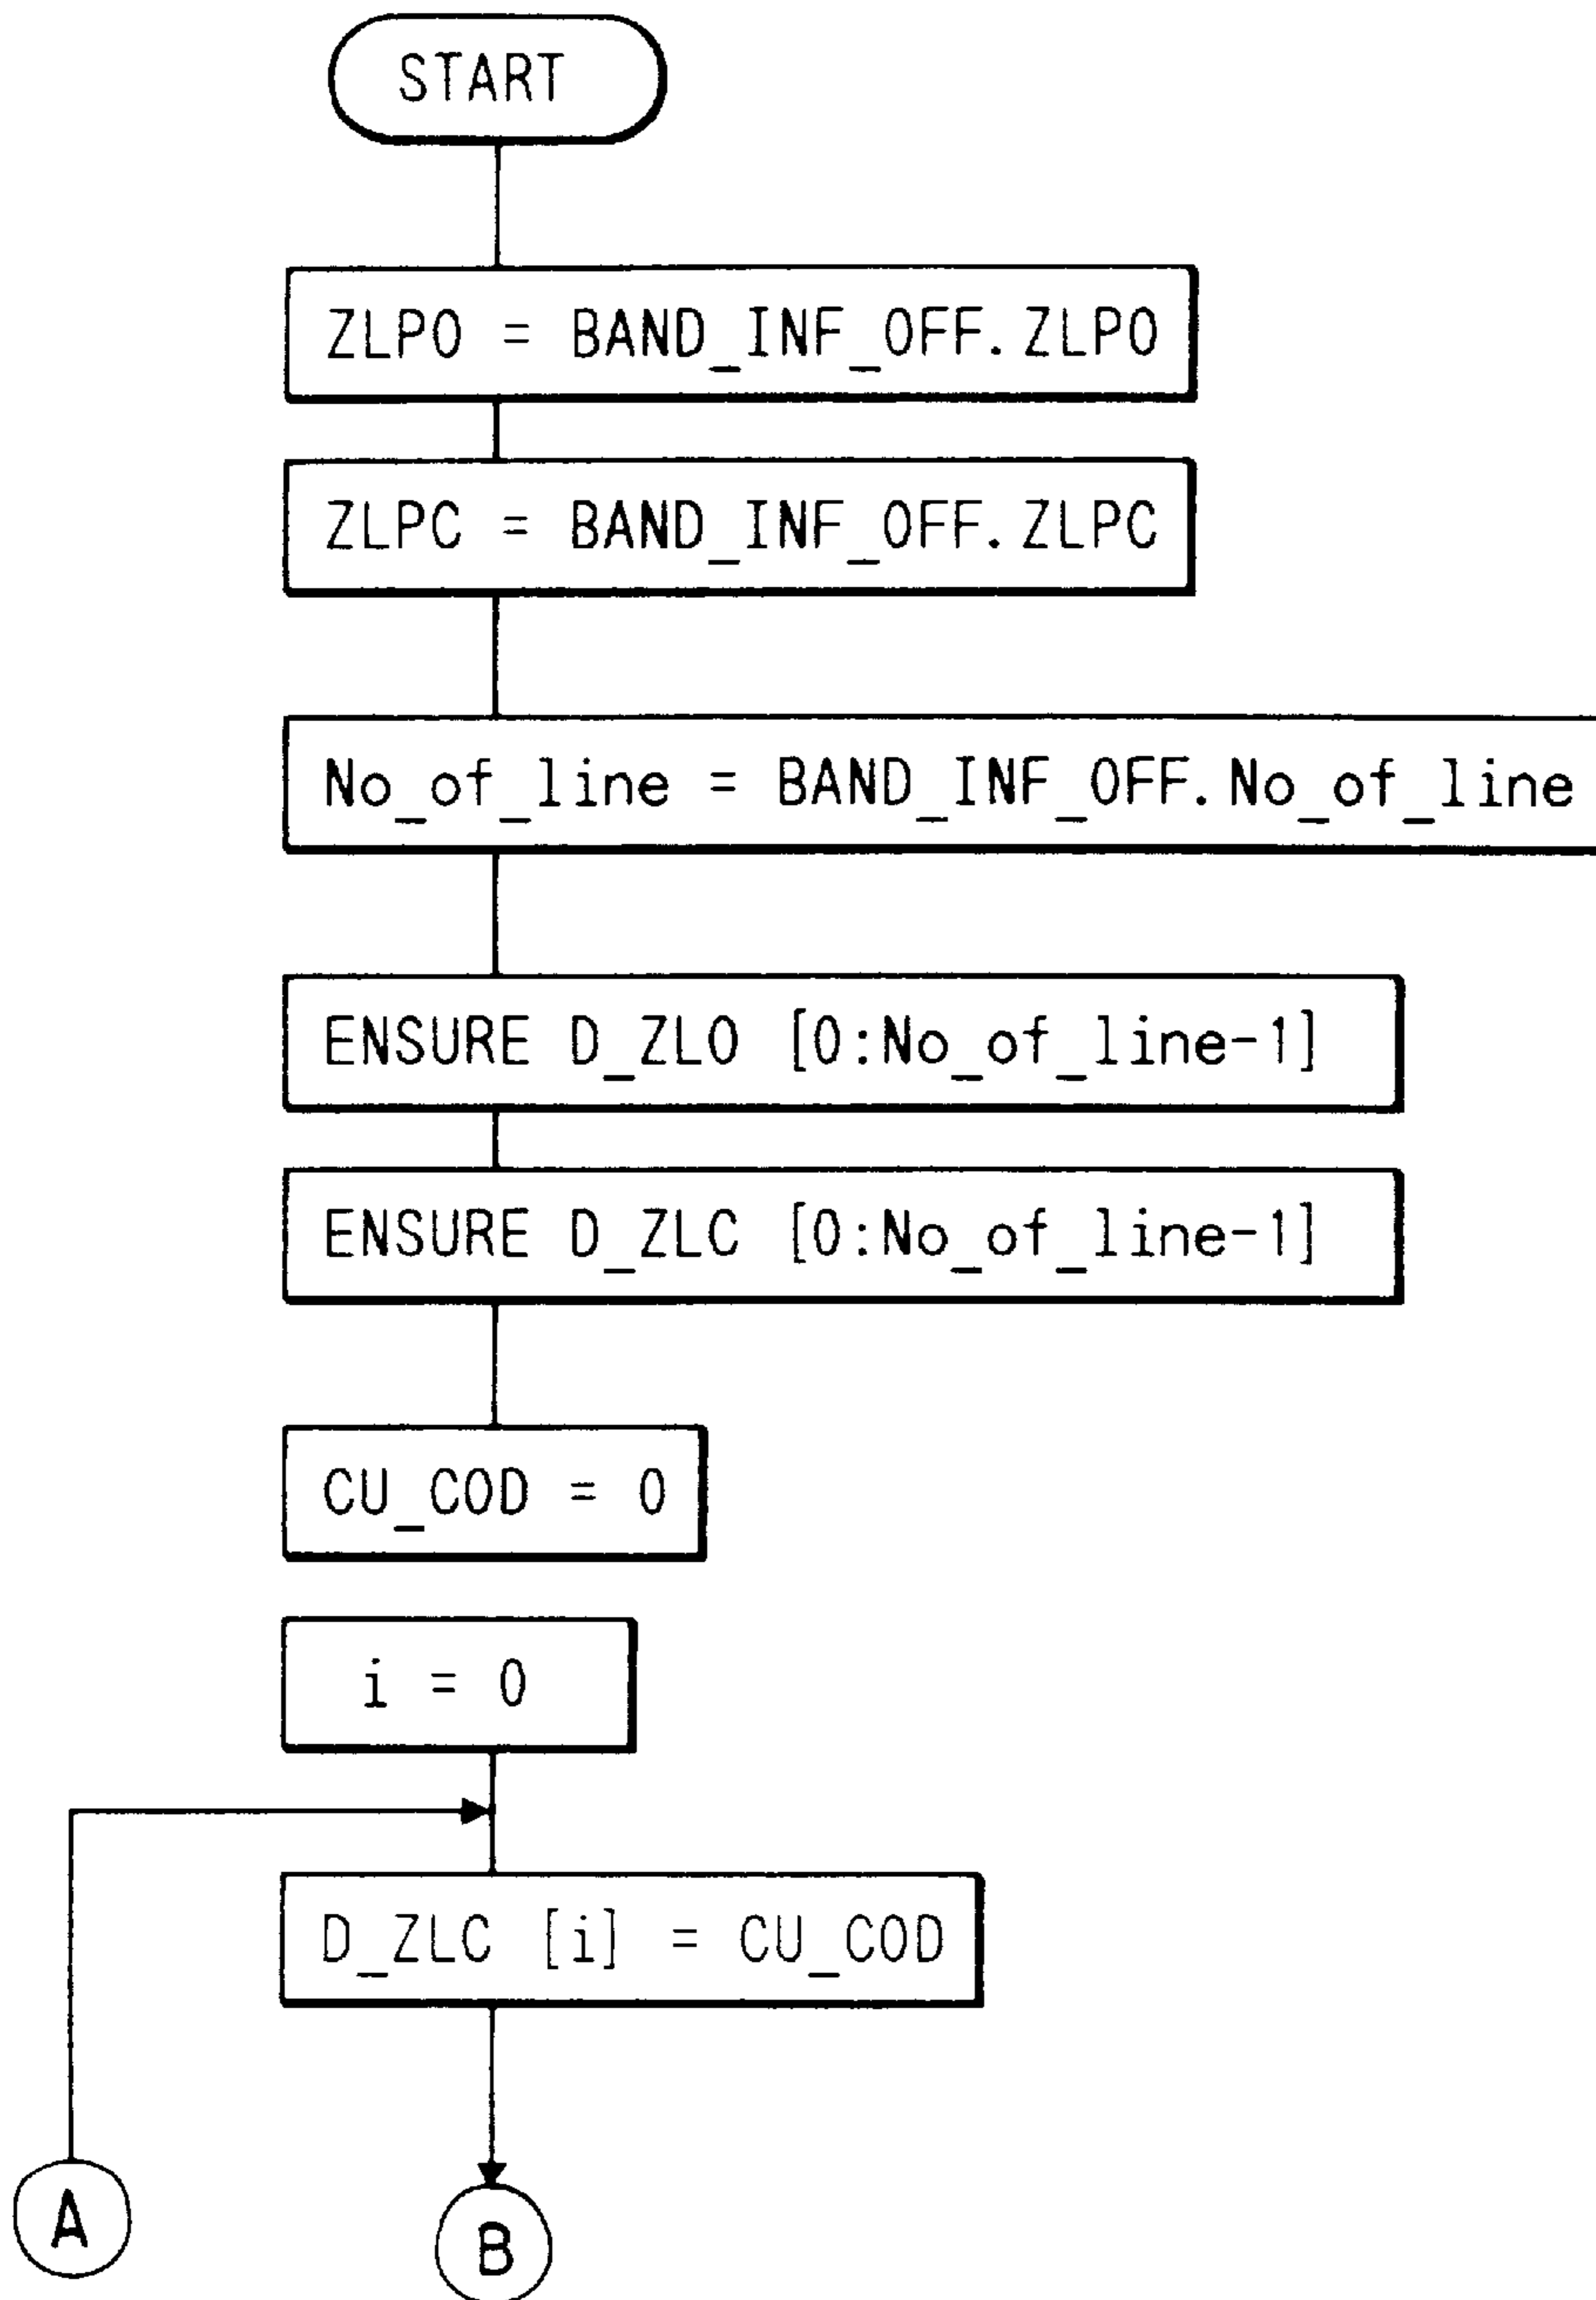 START
ZLPO = BAND_INF_OFF.ZLPO
ZLPC = BAND_INF_OFF.ZLPC
No_of_line = BAND_INF_OFF.No_of_line
ENSURE D_ZLO [0:No_of_line-1]
ENSURE D_ZLC [0:No_of_line-1]
CU_COD = 0
i = 0
D_ZLC [i] = CU_COD
A
B